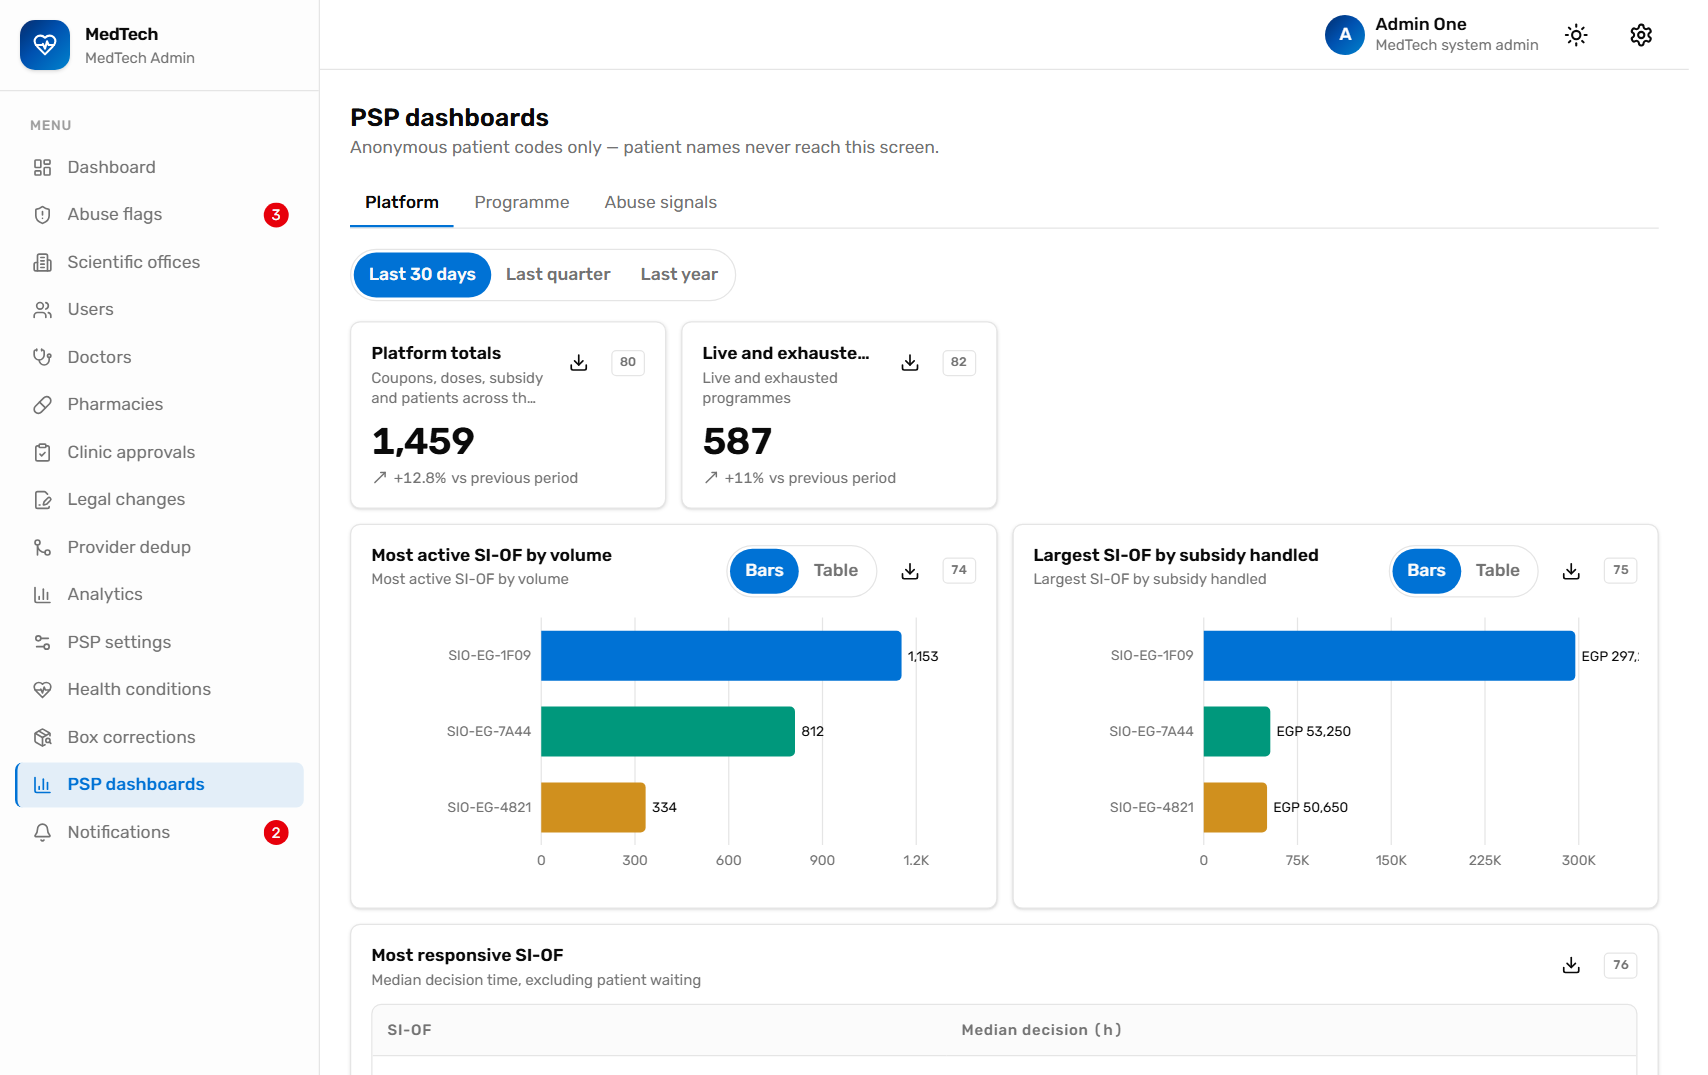 MedTech
MedTech Admin
A
Admin One
MedTech system admin
MENU
Dashboard
Abuse flags
3
Scientific offices
Users
Doctors
Pharmacies
Clinic approvals
Legal changes
Provider dedup
Analytics
PSP settings
Health conditions
Box corrections
PSP dashboards
Notifications
2
PSP dashboards
Anonymous patient codes only — patient names never reach this screen.
Platform Programme Abuse signals
Last 30 days Last quarter Last year
Platform totals
80
Coupons, doses, subsidy
and patients across th…
1,459
+12.8% vs previous period
Live and exhauste…
82
Live and exhausted
programmes
587
+11% vs previous period
Most active SI-OF by volume
Most active SI-OF by volume
Bars Table
74
SIO-EG-1F09
1,153
SIO-EG-7A44
812
SIO-EG-4821
334
0 300 600 900 1.2K
Largest SI-OF by subsidy handled
Largest SI-OF by subsidy handled
Bars Table
75
SIO-EG-1F09
EGP 297,
SIO-EG-7A44
EGP 53,250
SIO-EG-4821
EGP 50,650
0 75K 150K 225K 300K
Most responsive SI-OF
Median decision time, excluding patient waiting
76
SI-OF Median decision (h)